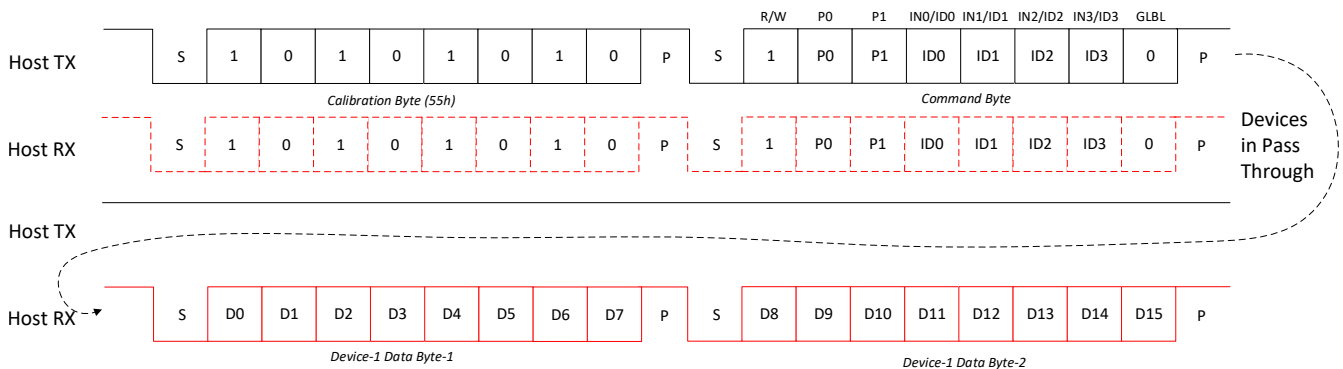 R/W P0 P1 IN0/ID0 IN1/ID1 IN2/ID2 IN3/ID3 GLBL
Host TX S 1 0 1 0 1 0 1 0 P S 1 P0 P1 ID0 ID1 ID2 ID3 0 P
Calibration Byte (55h) Command Byte
Host RX S 1 0 1 0 1 0 1 0 P S 1 P0 P1 ID0 ID1 ID2 ID3 0 P
Devices
in Pass
Through
Host TX
Host RX S D0 D1 D2 D3 D4 D5 D6 D7 P S D8 D9 D10 D11 D12 D13 D14 D15 P
Device-1 Data Byte-1 Device-1 Data Byte-2